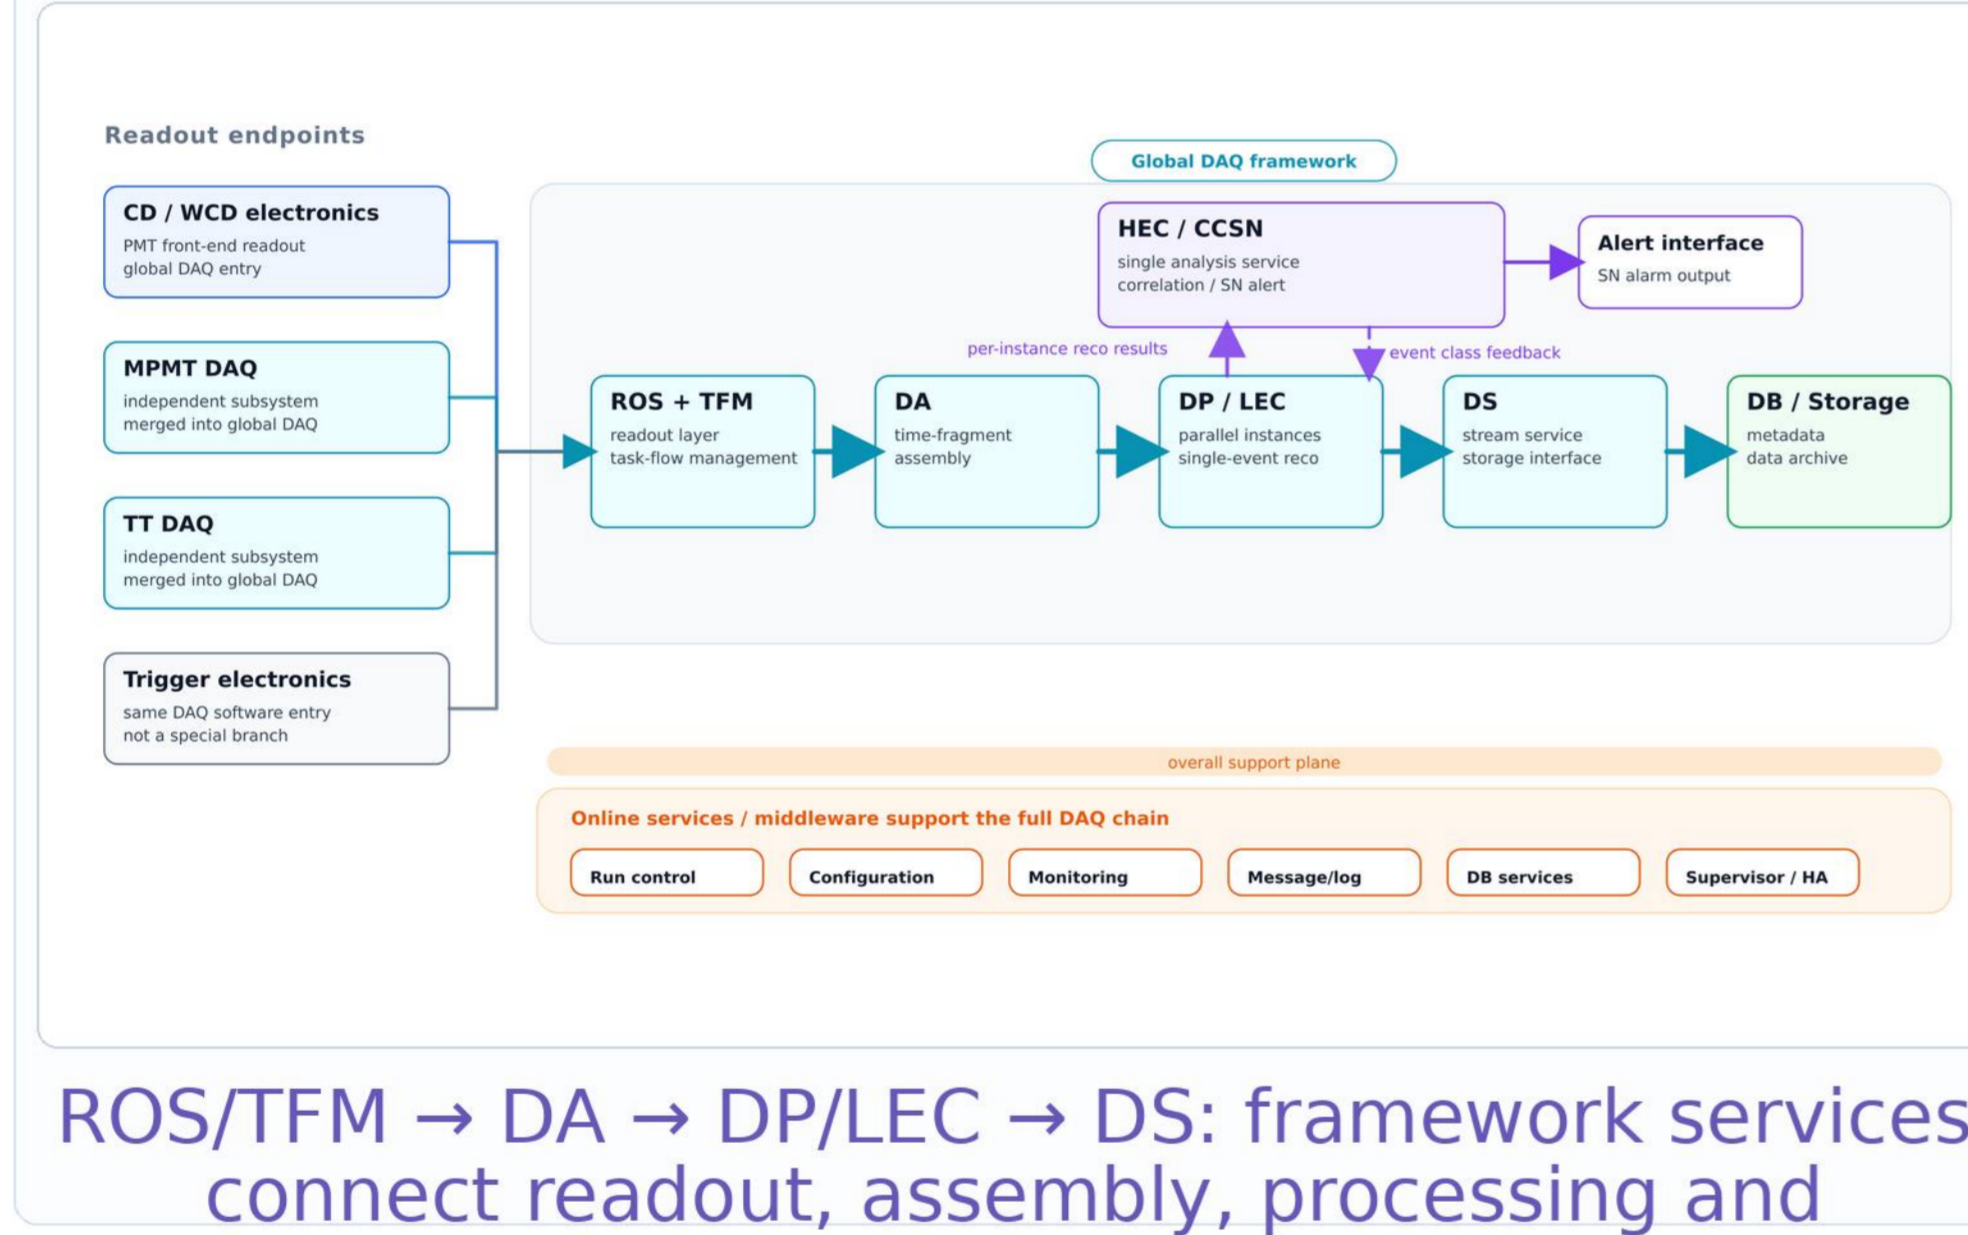 Readout endpoints
CD / WCD electronics
PMT front-end readout
global DAQ entry
MPMT DAQ
independent subsystem
merged into global DAQ
TT DAQ
independent subsystem
merged into global DAQ
Trigger electronics
same DAQ software entry
not a special branch
Global DAQ framework
HEC / CCSN
single analysis service
correlation / SN alert
Alert interface
SN alarm output
per-instance reco results
event class feedback
ROS + TFM
readout layer
task-flow management
DA
time-fragment
assembly
DP / LEC
parallel instances
single-event reco
DS
stream service
storage interface
DB / Storage
metadata
data archive
overall support plane
Online services / middleware support the full DAQ chain
Run control
Configuration
Monitoring
Message/log
DB services
Supervisor / HA
ROS/TFM → DA → DP/LEC → DS: framework services
connect readout, assembly, processing and